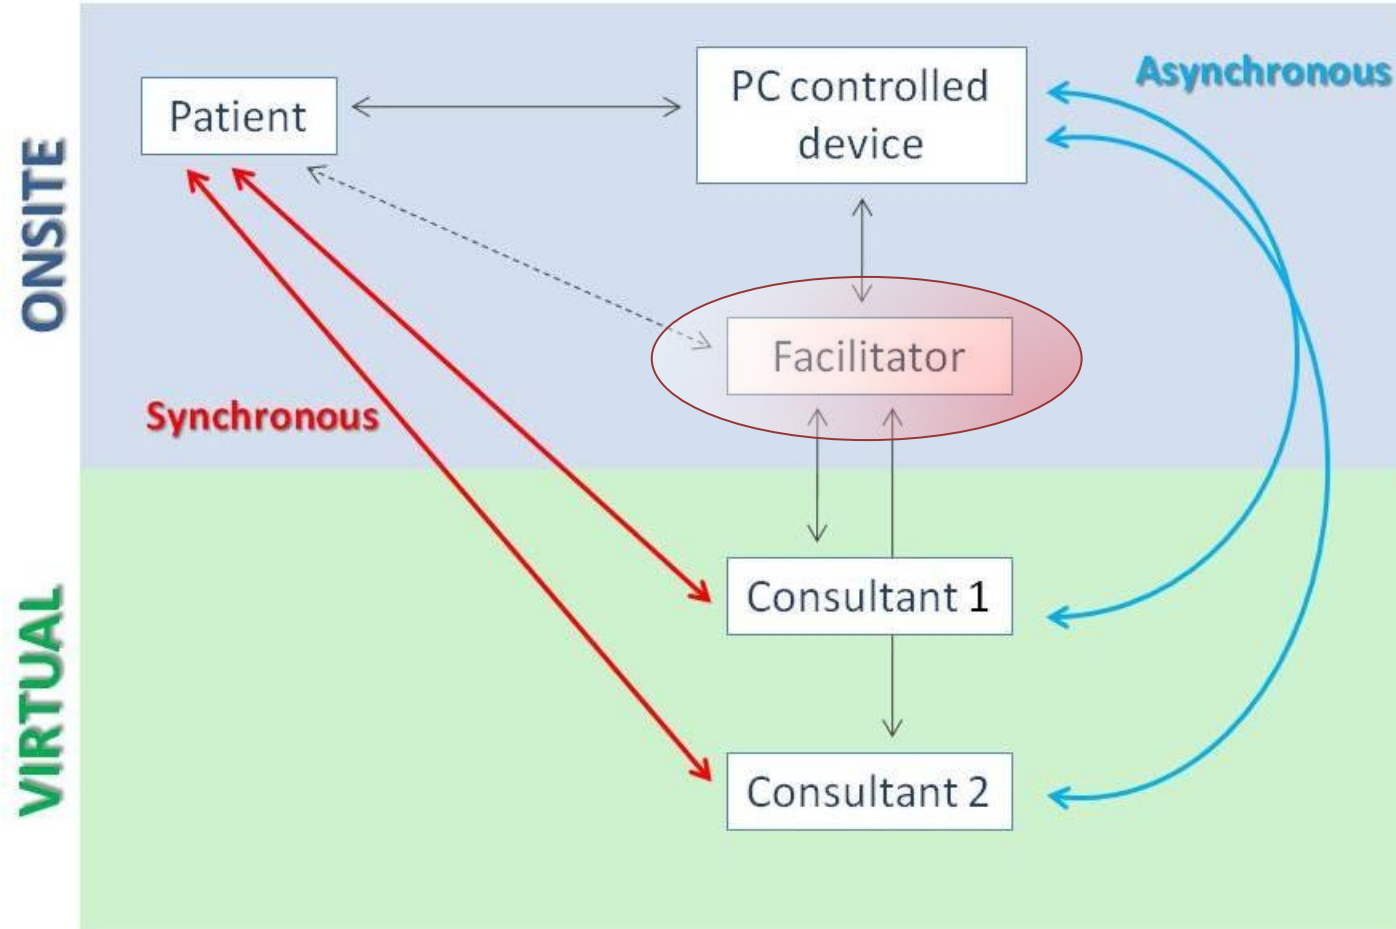 ONSITE
Patient
PC controlled
device
Asynchronous
Facilitator
Synchronous
VIRTUAL
Consultant 1
Consultant 2